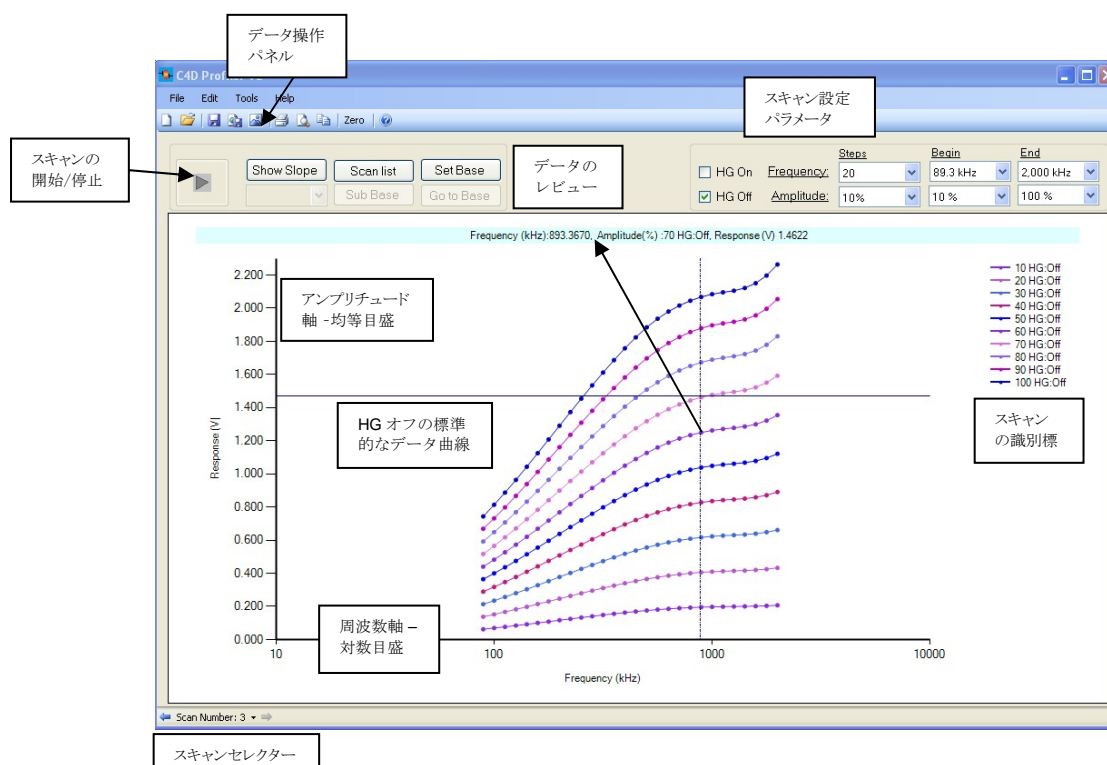 データ操作
パネル
C4D Prof
File Edit Tools Help
Zero
スキャン設定
パラメータ
スキャンの
開始/停止
Show Slope Scan list Set Base
Sub Base Go to Base
データの
レビュー
Steps Begin End
HG On Frequency: 20 89.3 kHz 2,000 kHz
HG Off Amplitude: 10% 10 % 100 %
Frequency (kHz):893.3670, Amplitude(%) :70 HG:Off, Response (V) 1.4622
2.200
2.000
1.800
1.600
1.400
1.200
1.000
0.800
0.600
0.400
0.200
0.000
Response (V)
アンプリチュード
軸 -均等目盛
HG オフの標準
的なデータ曲線
周波数軸 –
対数目盛
10 100 1000 10000
Frequency (kHz)
10 HG:Off
20 HG:Off
30 HG:Off
40 HG:Off
50 HG:Off
60 HG:Off
70 HG:Off
80 HG:Off
90 HG:Off
100 HG:Off
スキャン
の識別標
Scan Number: 3
スキャンセレクター